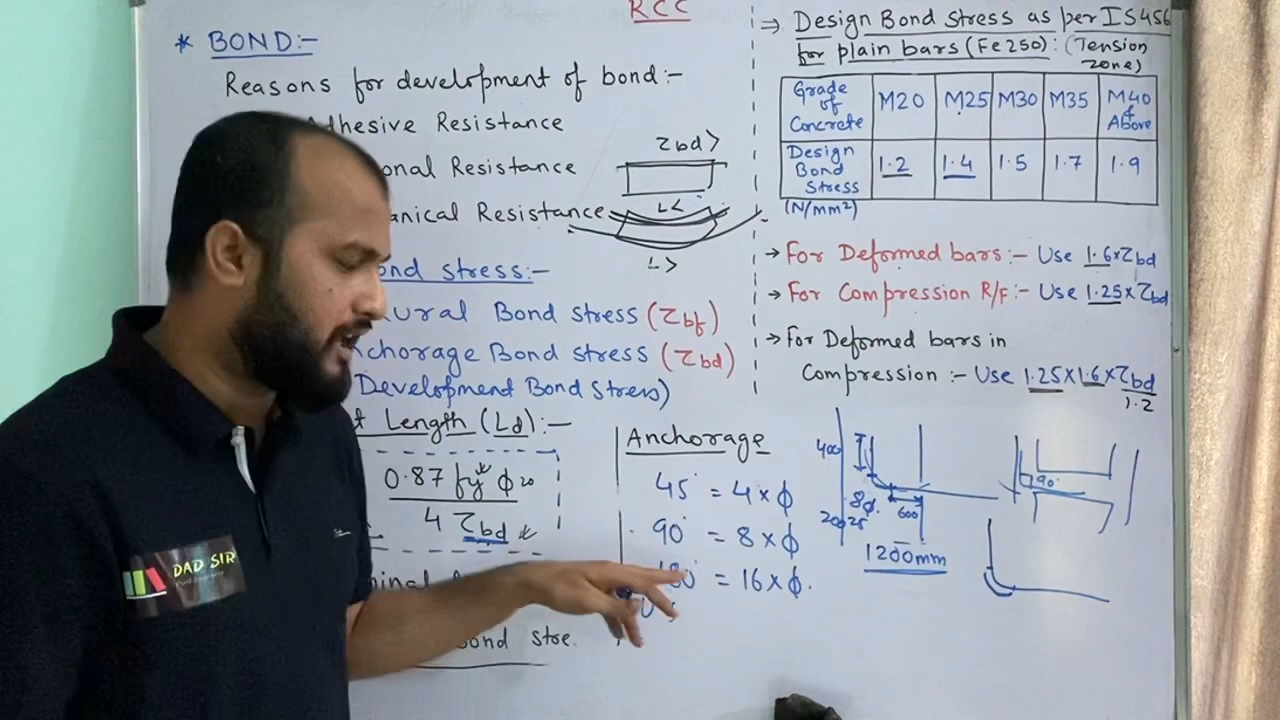 RCC
* BOND:-
Reasons for development of bond:-
Adhesive Resistance
onal Resistance
anical Resistance
ond stress:-
ural Bond stress (τbf)
nchorage Bond stress (τbd)
Development Bond Stress)
t Length (Ld):-
0.87 fy ϕ 20
4 τbd
τbd >
L<
L>
Anchorage
45° = 4 × ϕ
90° = 8 × ϕ
180° = 16 × ϕ.
ond stre.
→ Design Bond stress as per IS456
for plain bars (Fe250): (Tension
zone)
Grade of Concrete M20 M25 M30 M35 M40 & Above
Design Bond Stress 1.2 1.4 1.5 1.7 1.9
(N/mm²)
→ For Deformed bars:- Use 1.6×τbd
→ For Compression R/F:- Use 1.25×τbd
→ For Deformed bars in
Compression:- Use 1.25×1.6×τbd
1.2
400
8ϕ.
600
1200mm
90°
DAD SIR